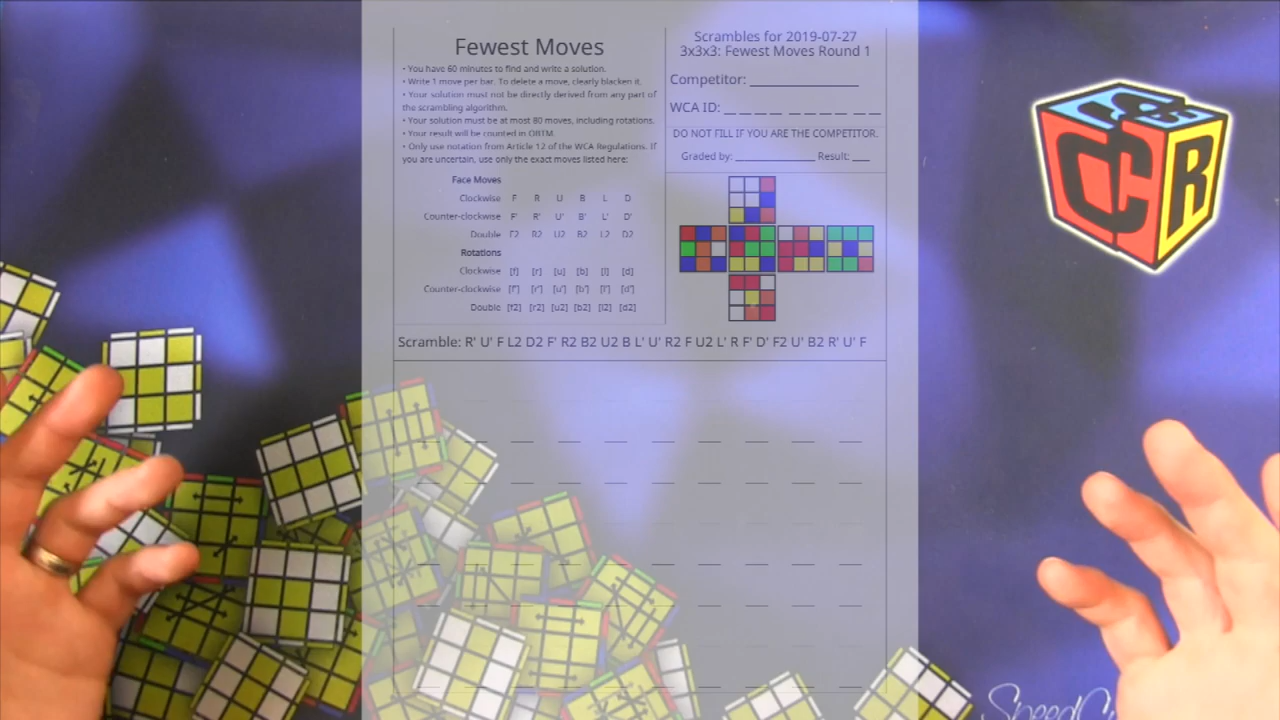 Fewest Moves
• You have 60 minutes to find and write a solution.
• Write 1 move per bar. To delete a move, clearly blacken it.
• Your solution must not be directly derived from any part of
the scrambling algorithm.
• Your solution must be at most 80 moves, including rotations.
• Your result will be counted in OBTM.
• Only use notation from Article 12 of the WCA Regulations. If
you are uncertain, use only the exact moves listed here:
Face Moves
Clockwise F R U B L D
Counter-clockwise F' R' U' B' L' D'
Double F2 R2 U2 B2 L2 D2
Rotations
Clockwise [f] [r] [u] [b] [l] [d]
Counter-clockwise [f'] [r'] [u'] [b'] [l'] [d']
Double [f2] [r2] [u2] [b2] [l2] [d2]
Scrambles for 2019-07-27
3x3x3: Fewest Moves Round 1
Competitor: _______________
WCA ID: _ _ _ _ _ _ _ _ _ _
DO NOT FILL IF YOU ARE THE COMPETITOR.
Graded by: ______________ Result: ___
Scramble: R' U' F L2 D2 F' R2 B2 U2 B L' U' R2 F U2 L' R F' D' F2 U' B2 R' U' F
CCR